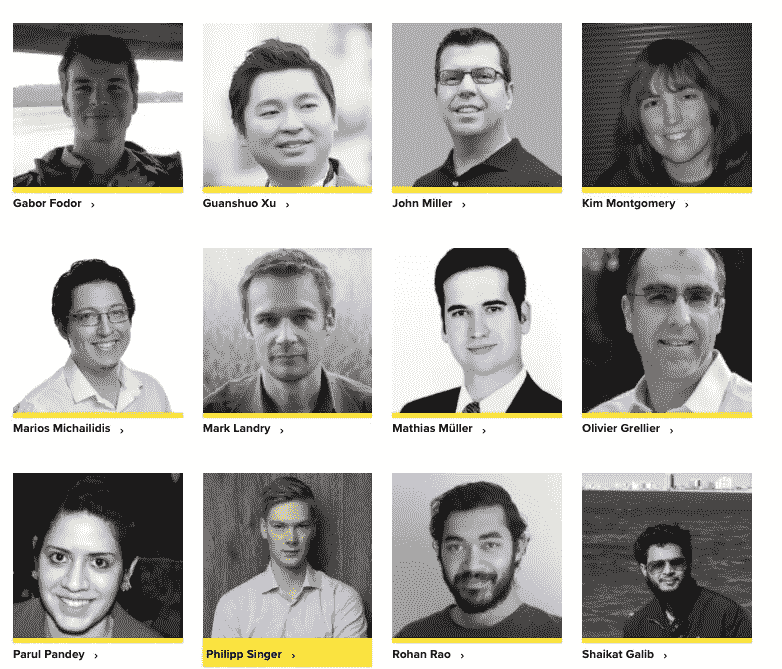 Gabor Fodor ›
Guanshuo Xu ›
John Miller ›
Kim Montgomery ›
Marios Michailidis ›
Mark Landry ›
Mathias Müller ›
Olivier Grellier ›
Parul Pandey ›
Philipp Singer ›
Rohan Rao ›
Shaikat Galib ›